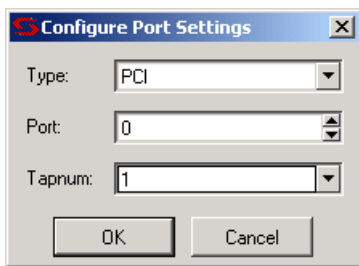 Configure Port Settings
Type: PCI
Port: 0
Tapnum: 1
OK Cancel